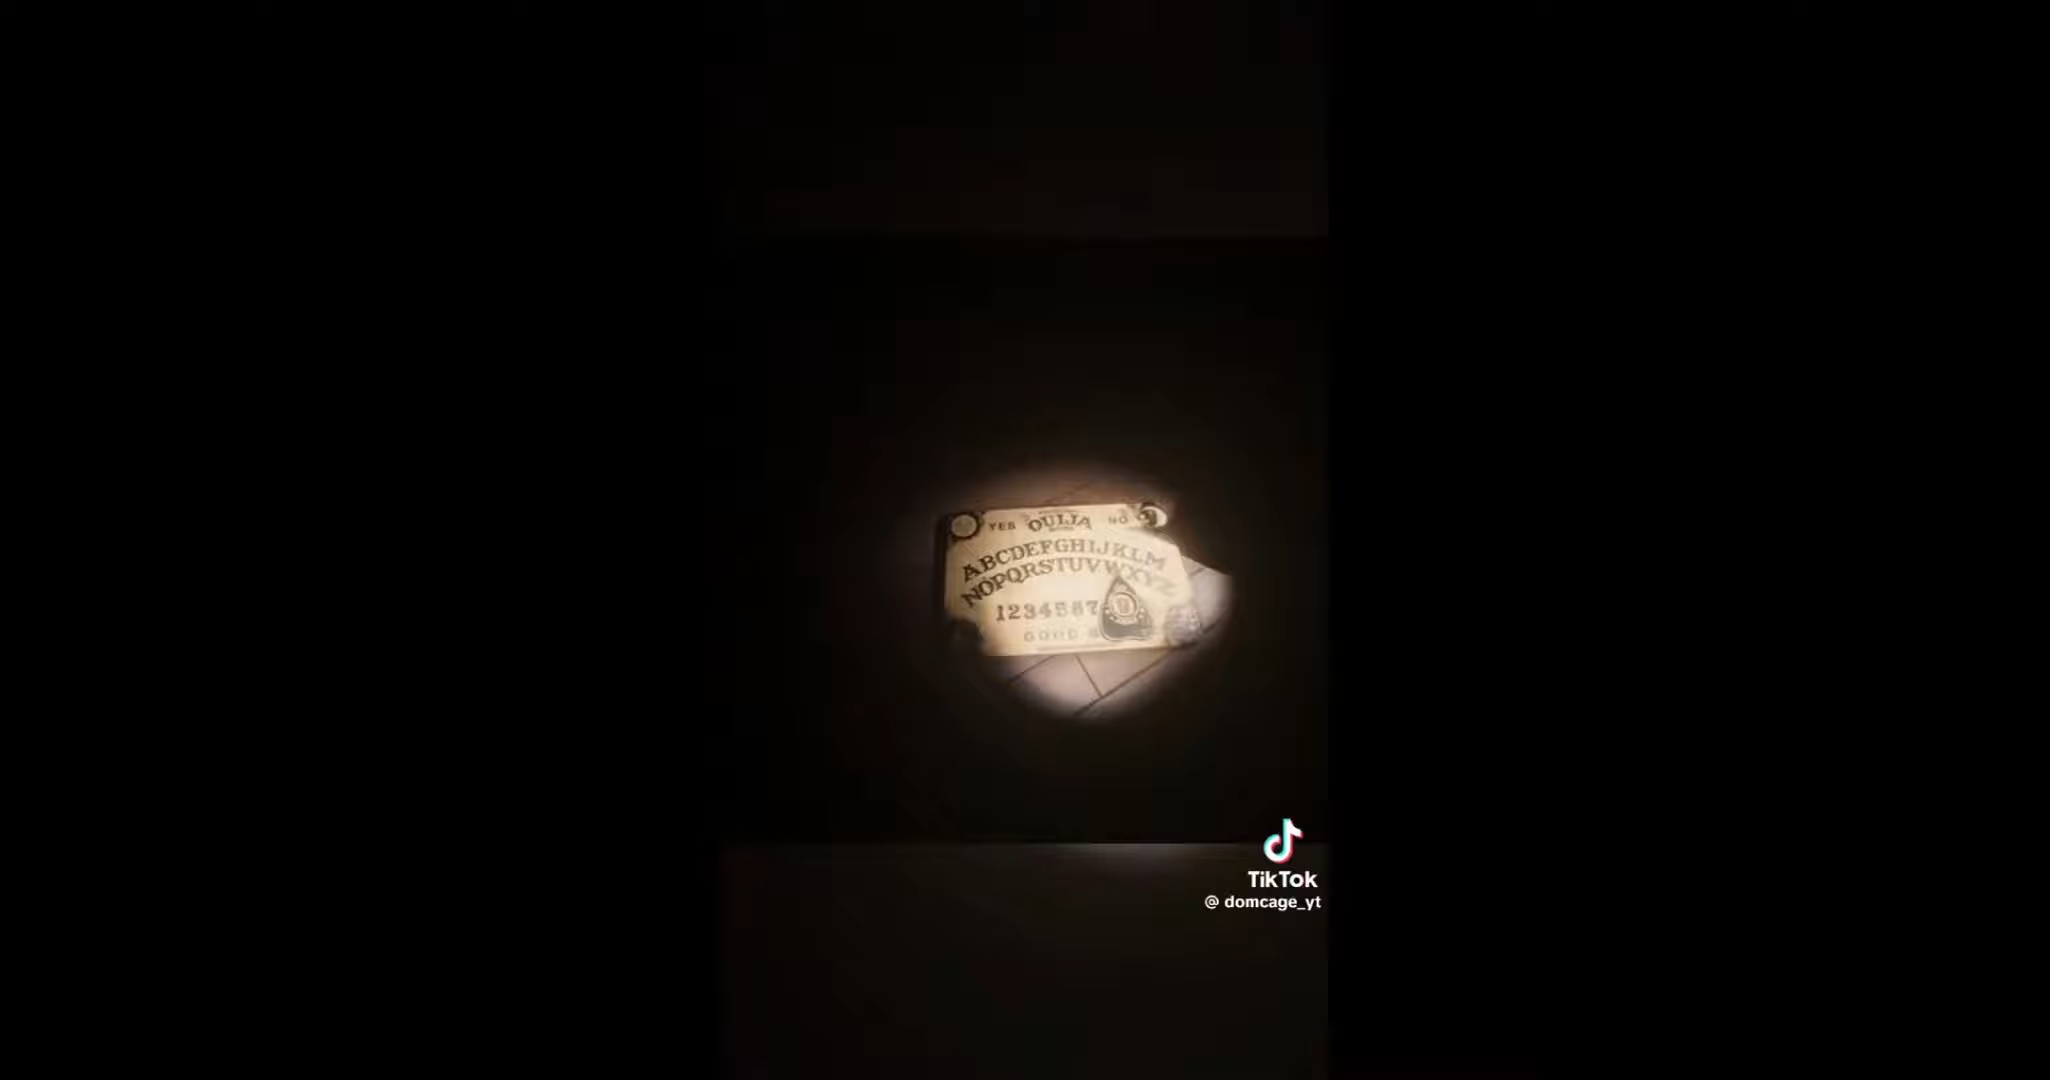 YES OUIJA NO
ABCDEFGHIJKLM
NOPQRSTUVWXYZ
1234567
GOOD
TikTok
@ domcage_yt